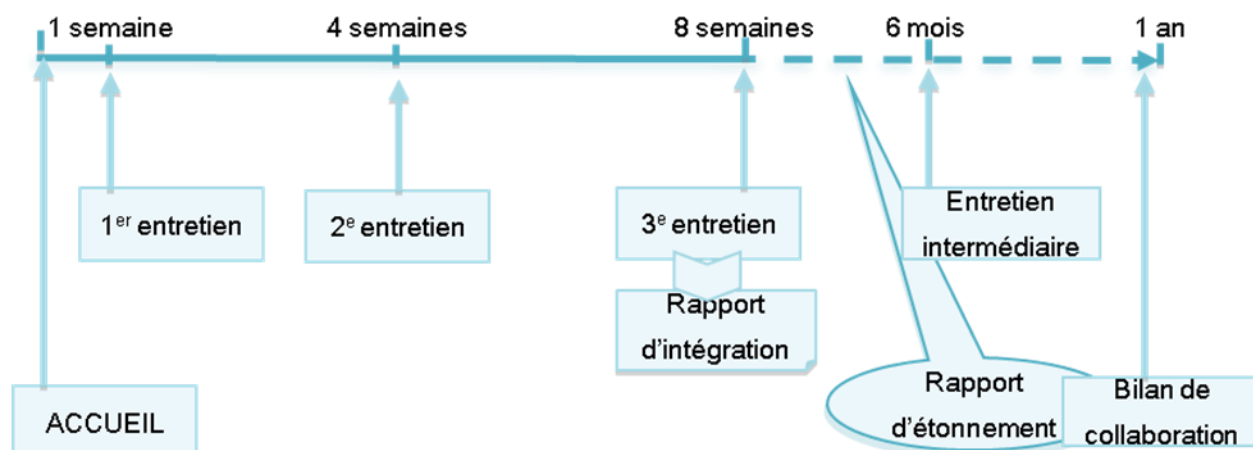 1 semaine
4 semaines
8 semaines
6 mois
1 an
1er entretien
2e entretien
3e entretien
Entretien
intermédiaire
Rapport
d'intégration
ACCUEIL
Rapport
d'étonnement
Bilan de
collaboration